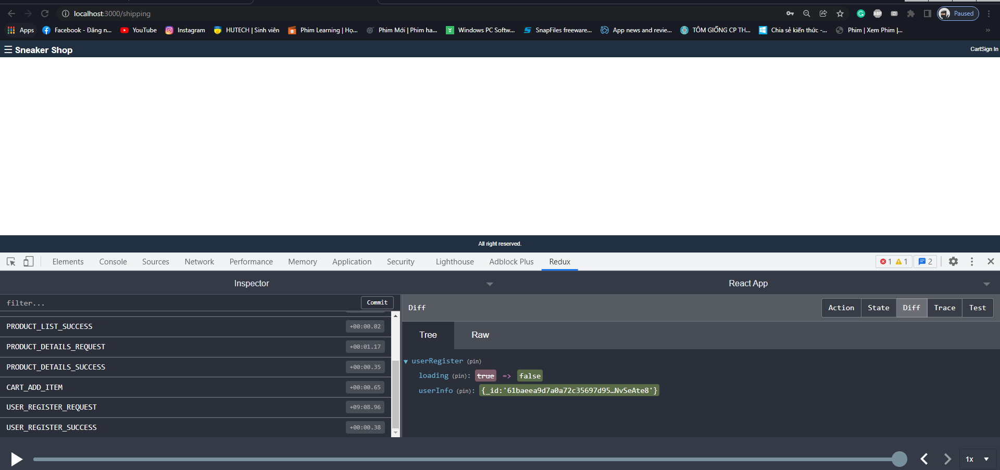 localhost:3000/shipping
ABP
Paused
Apps
Facebook - Đăng n...
YouTube
Instagram
HUTECH | Sinh viên
Phim Learning | Họ...
Phim Mới | Phim ha...
Windows PC Softw...
SnapFiles freeware...
App news and revie...
TÔM GIỐNG CP TH...
Chia sẻ kiến thức -...
Phim | Xem Phim |...
»
☰ Sneaker Shop
CartSign In
All right reserved.
Elements
Console
Sources
Network
Performance
Memory
Application
Security
Lighthouse
Adblock Plus
Redux
1
1
2
Inspector
React App
filter...
Commit
Diff
Action
State
Diff
Trace
Test
Tree
Raw
PRODUCT_LIST_SUCCESS +00:00.02
PRODUCT_DETAILS_REQUEST +00:01.17
PRODUCT_DETAILS_SUCCESS +00:00.35
CART_ADD_ITEM +00:00.65
USER_REGISTER_REQUEST +09:08.96
USER_REGISTER_SUCCESS +00:00.38
userRegister (pin)
loading (pin): true => false
userInfo (pin): {_id:'61baeea9d7a0a72c35697d95…NvSeAte8'}
1x